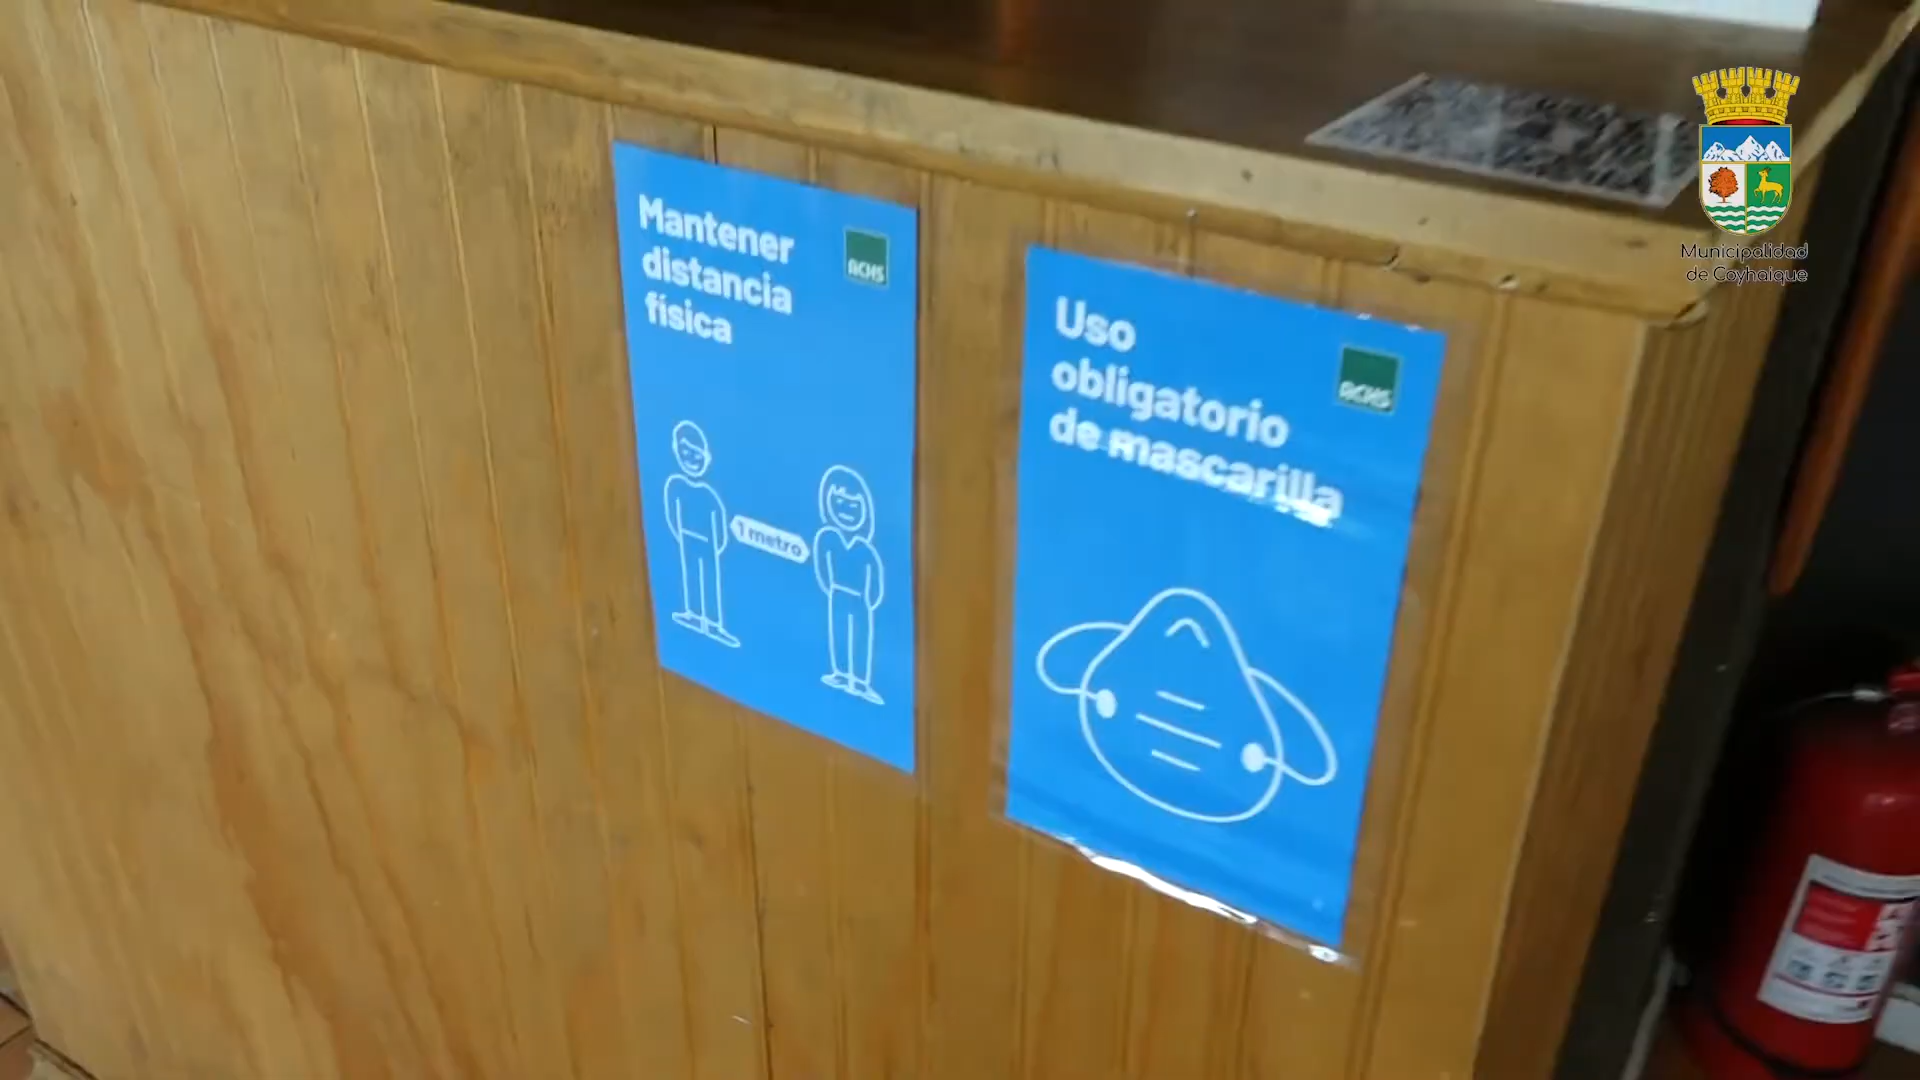 Mantener
distancia
física
ACHS
1 metro
Uso
obligatorio
de mascarilla
ACHS
Municipalidad
de Coyhaique